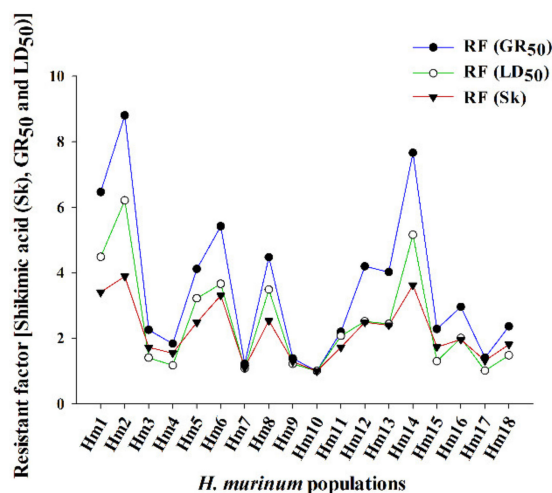 RF (GR50)
RF (LD50)
RF (Sk)
Resistant factor [Shkimic acid (Sk), GR50 and LD50)]
10
8
6
4
2
0
Hm1
Hm2
Hm3
Hm4
Hm5
Hm6
Hm7
Hm8
Hm9
Hm10
Hm11
Hm12
Hm13
Hm14
Hm15
Hm16
Hm17
Hm18
H. murinum populations